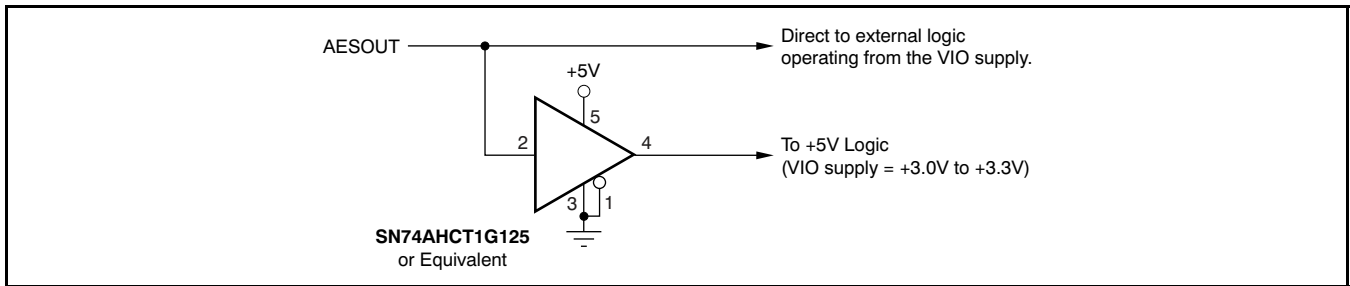 AESOUT
Direct to external logic
operating from the VIO supply.
+5V
5
2
4
To +5V Logic
(VIO supply = +3.0V to +3.3V)
3
1
SN74AHCT1G125
or Equivalent